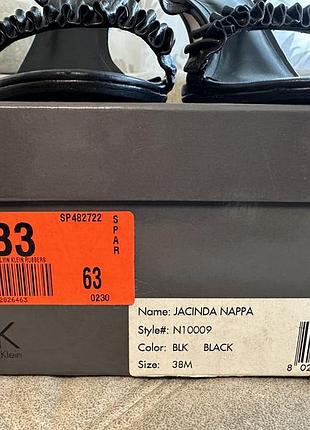 33
SP482722
SPAR
LVIN KLEIN RUBBERS
63
2026463
0230
K
Klein
Name: JACINDA NAPPA
Style#: N10009
Color: BLK BLACK
Size: 38M
8 02